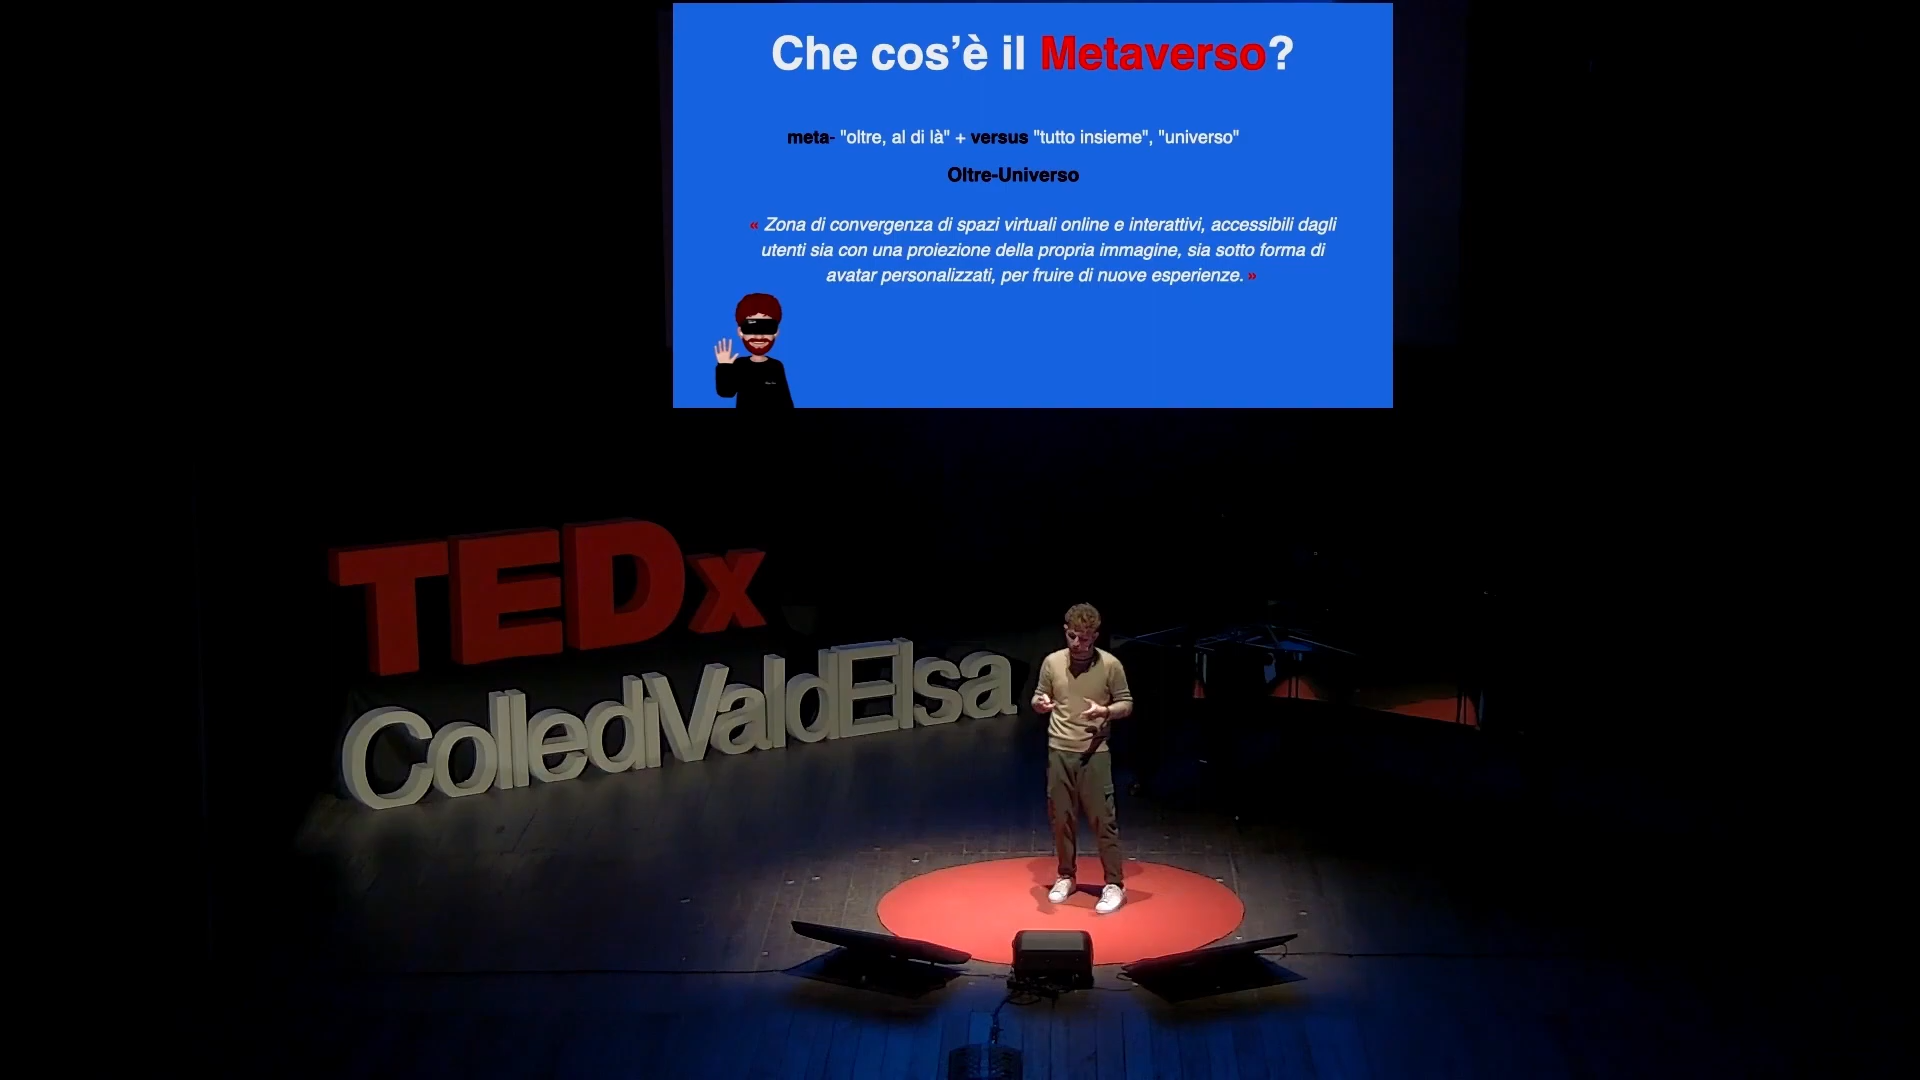 Che cos’è il Metaverso?
meta- "oltre, al di là" + versus "tutto insieme", "universo"
Oltre-Universo
« Zona di convergenza di spazi virtuali online e interattivi, accessibili dagli
utenti sia con una proiezione della propria immagine, sia sotto forma di
avatar personalizzati, per fruire di nuove esperienze. »
TEDx
CollediValdElsa